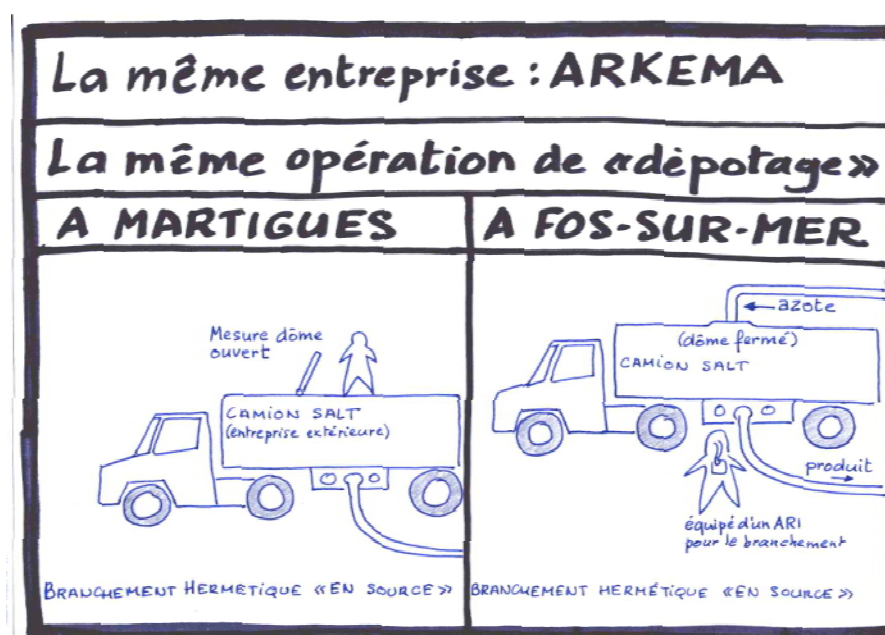 La même entreprise : ARKEMA
La même opération de «dépotage»
A MARTIGUES
A FOS-SUR-MER
Mesure dôme
ouvert
CAMION SALT
(entreprise extérieure)
BRANCHEMENT HERMETIQUE «EN SOURCE»
azote
(dôme fermé)
CAMION SALT
produit
équipé d'un ARI
pour le branchement
BRANCHEMENT HERMÉTIQUE «EN SOURCE»